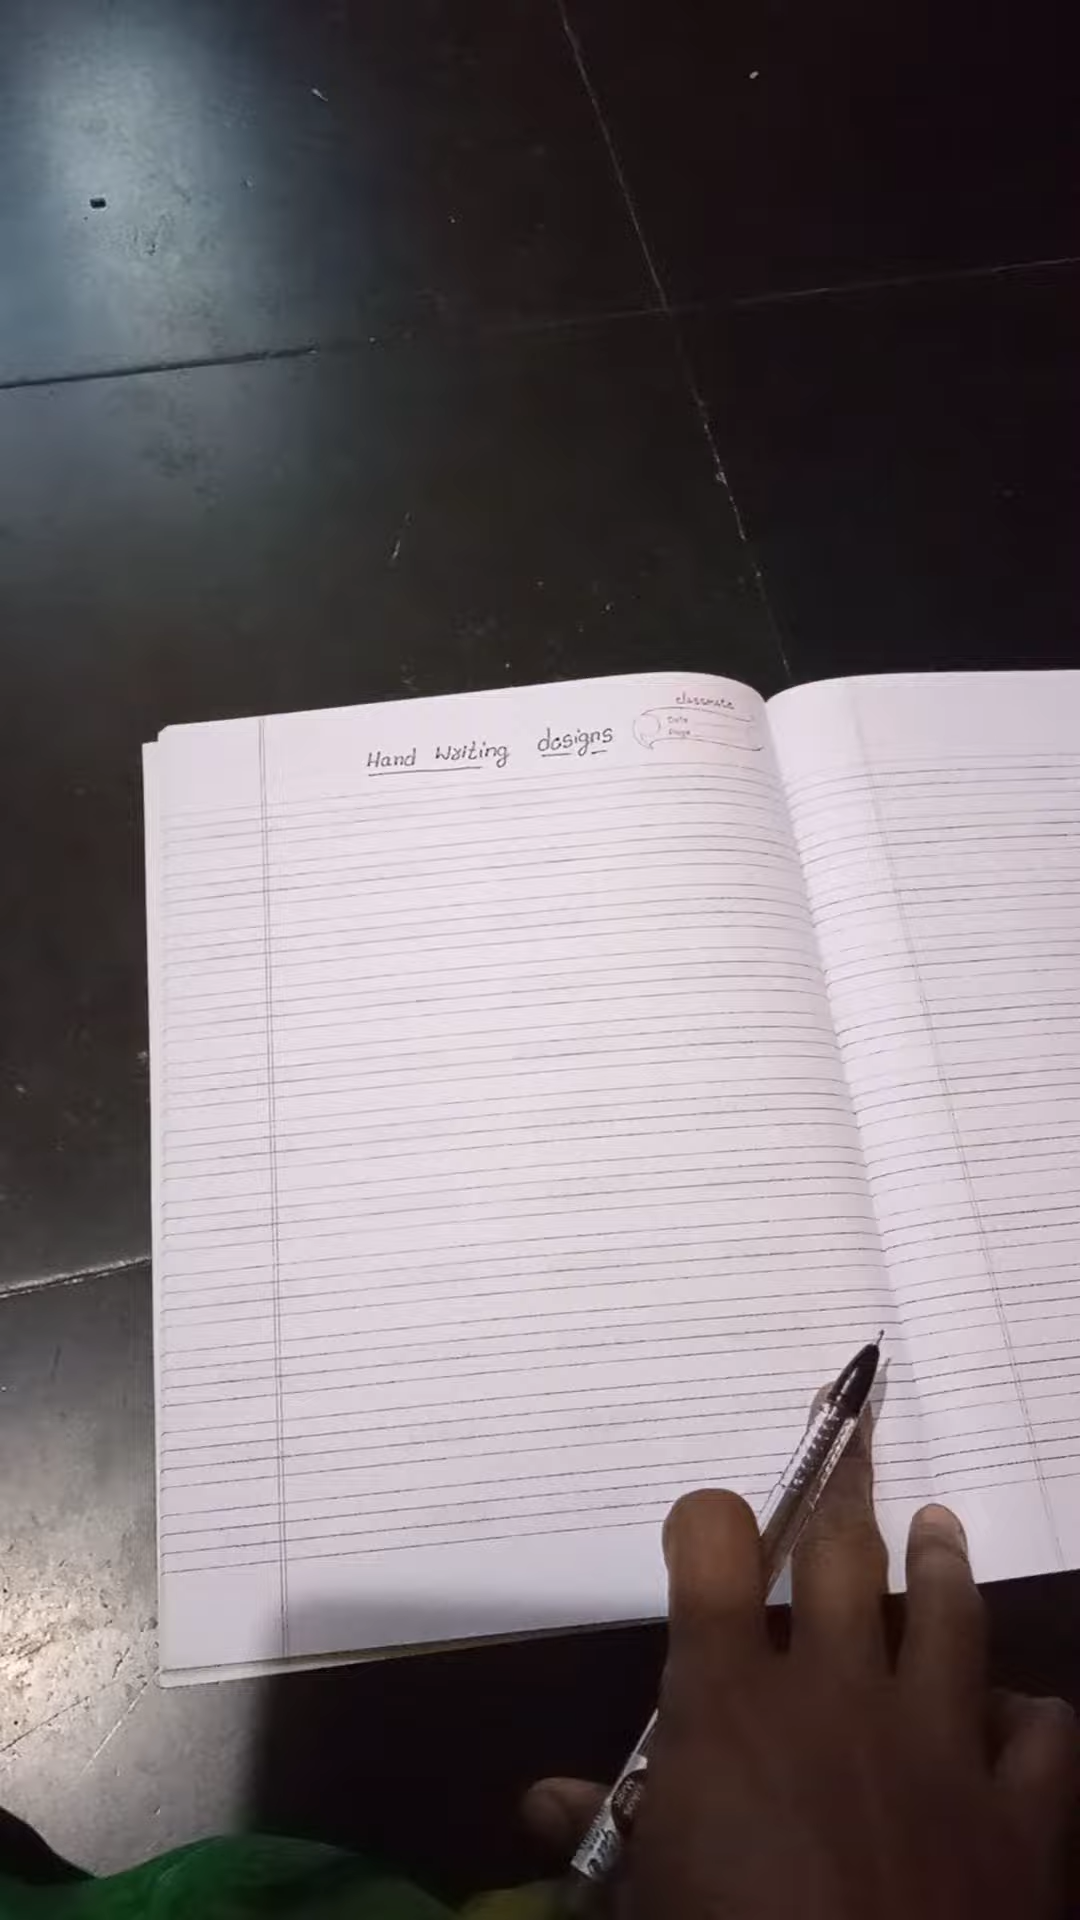 classmate
Date
Page
Hand Writing designs